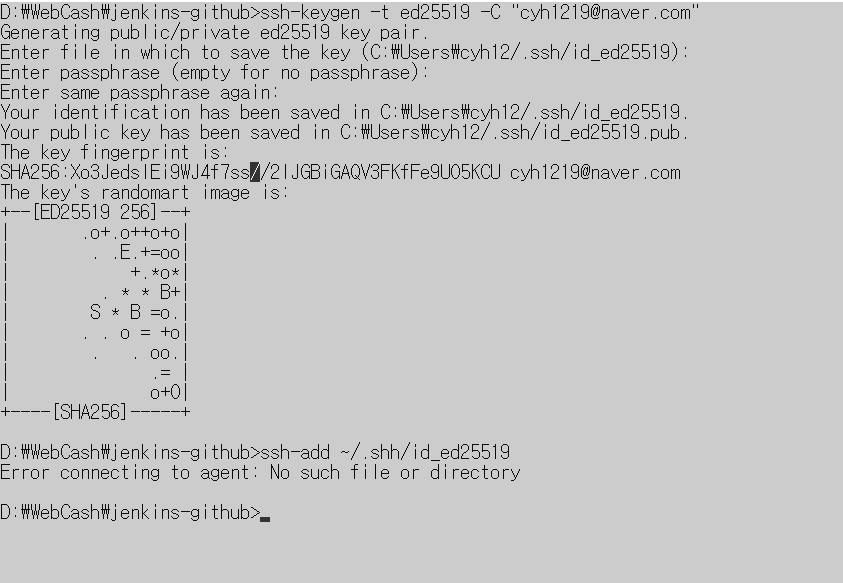 D:₩WebCash₩jenkins-github>ssh-keygen -t ed25519 -C "cyh1219@naver.com"
Generating public/private ed25519 key pair.
Enter file in which to save the key (C:₩Users₩cyh12/.ssh/id_ed25519):
Enter passphrase (empty for no passphrase):
Enter same passphrase again:
Your identification has been saved in C:₩Users₩cyh12/.ssh/id_ed25519.
Your public key has been saved in C:₩Users₩cyh12/.ssh/id_ed25519.pub.
The key fingerprint is:
SHA256:Xo3JedslEi9WJ4f7ss//2lJGBiGAQV3FKfFe9U05KCU cyh1219@naver.com
The key's randomart image is:
+--[ED25519 256]--+
|        .o+.o++o+o|
|         . .E.+=oo|
|             +.*o*|
|          . * * B+|
|         S * B =o.|
|        . . o = +o|
|         .   . oo.|
|               .= |
|               o+O|
+----[SHA256]-----+
D:₩WebCash₩jenkins-github>ssh-add ~/.shh/id_ed25519
Error connecting to agent: No such file or directory
D:₩WebCash₩jenkins-github>